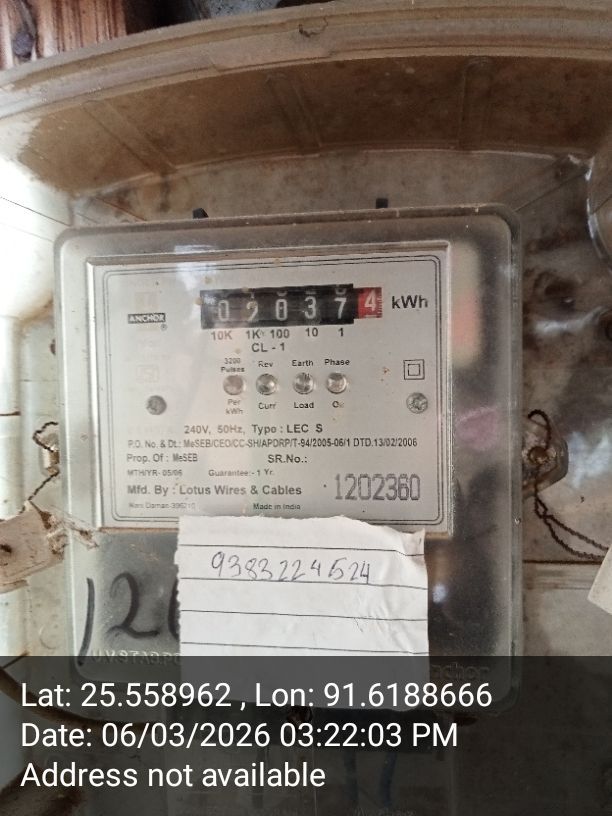 ANCHOR
0 2 0 3 7 4 kWh
10K 1K 100 10 1
CL - 1
3200 Pulses Rev Earth Phase
Per kWh Curr Load On
240V, 50Hz, Type : LEC S
P.O. No. & Dt.: MeSEB/CEO/CC-SH/APDRP/T-94/2005-06/1 DTD.13/02/2006
Prop. Of : MeSEB SR.No.:
MTH/YR- 05/06 Guarantee:- 1 Yr.
Mfd. By : Lotus Wires & Cables 1202360
Nani Daman-396210 Made in India
9383224524
Lat: 25.558962 , Lon: 91.6188666
Date: 06/03/2026 03:22:03 PM
Address not available